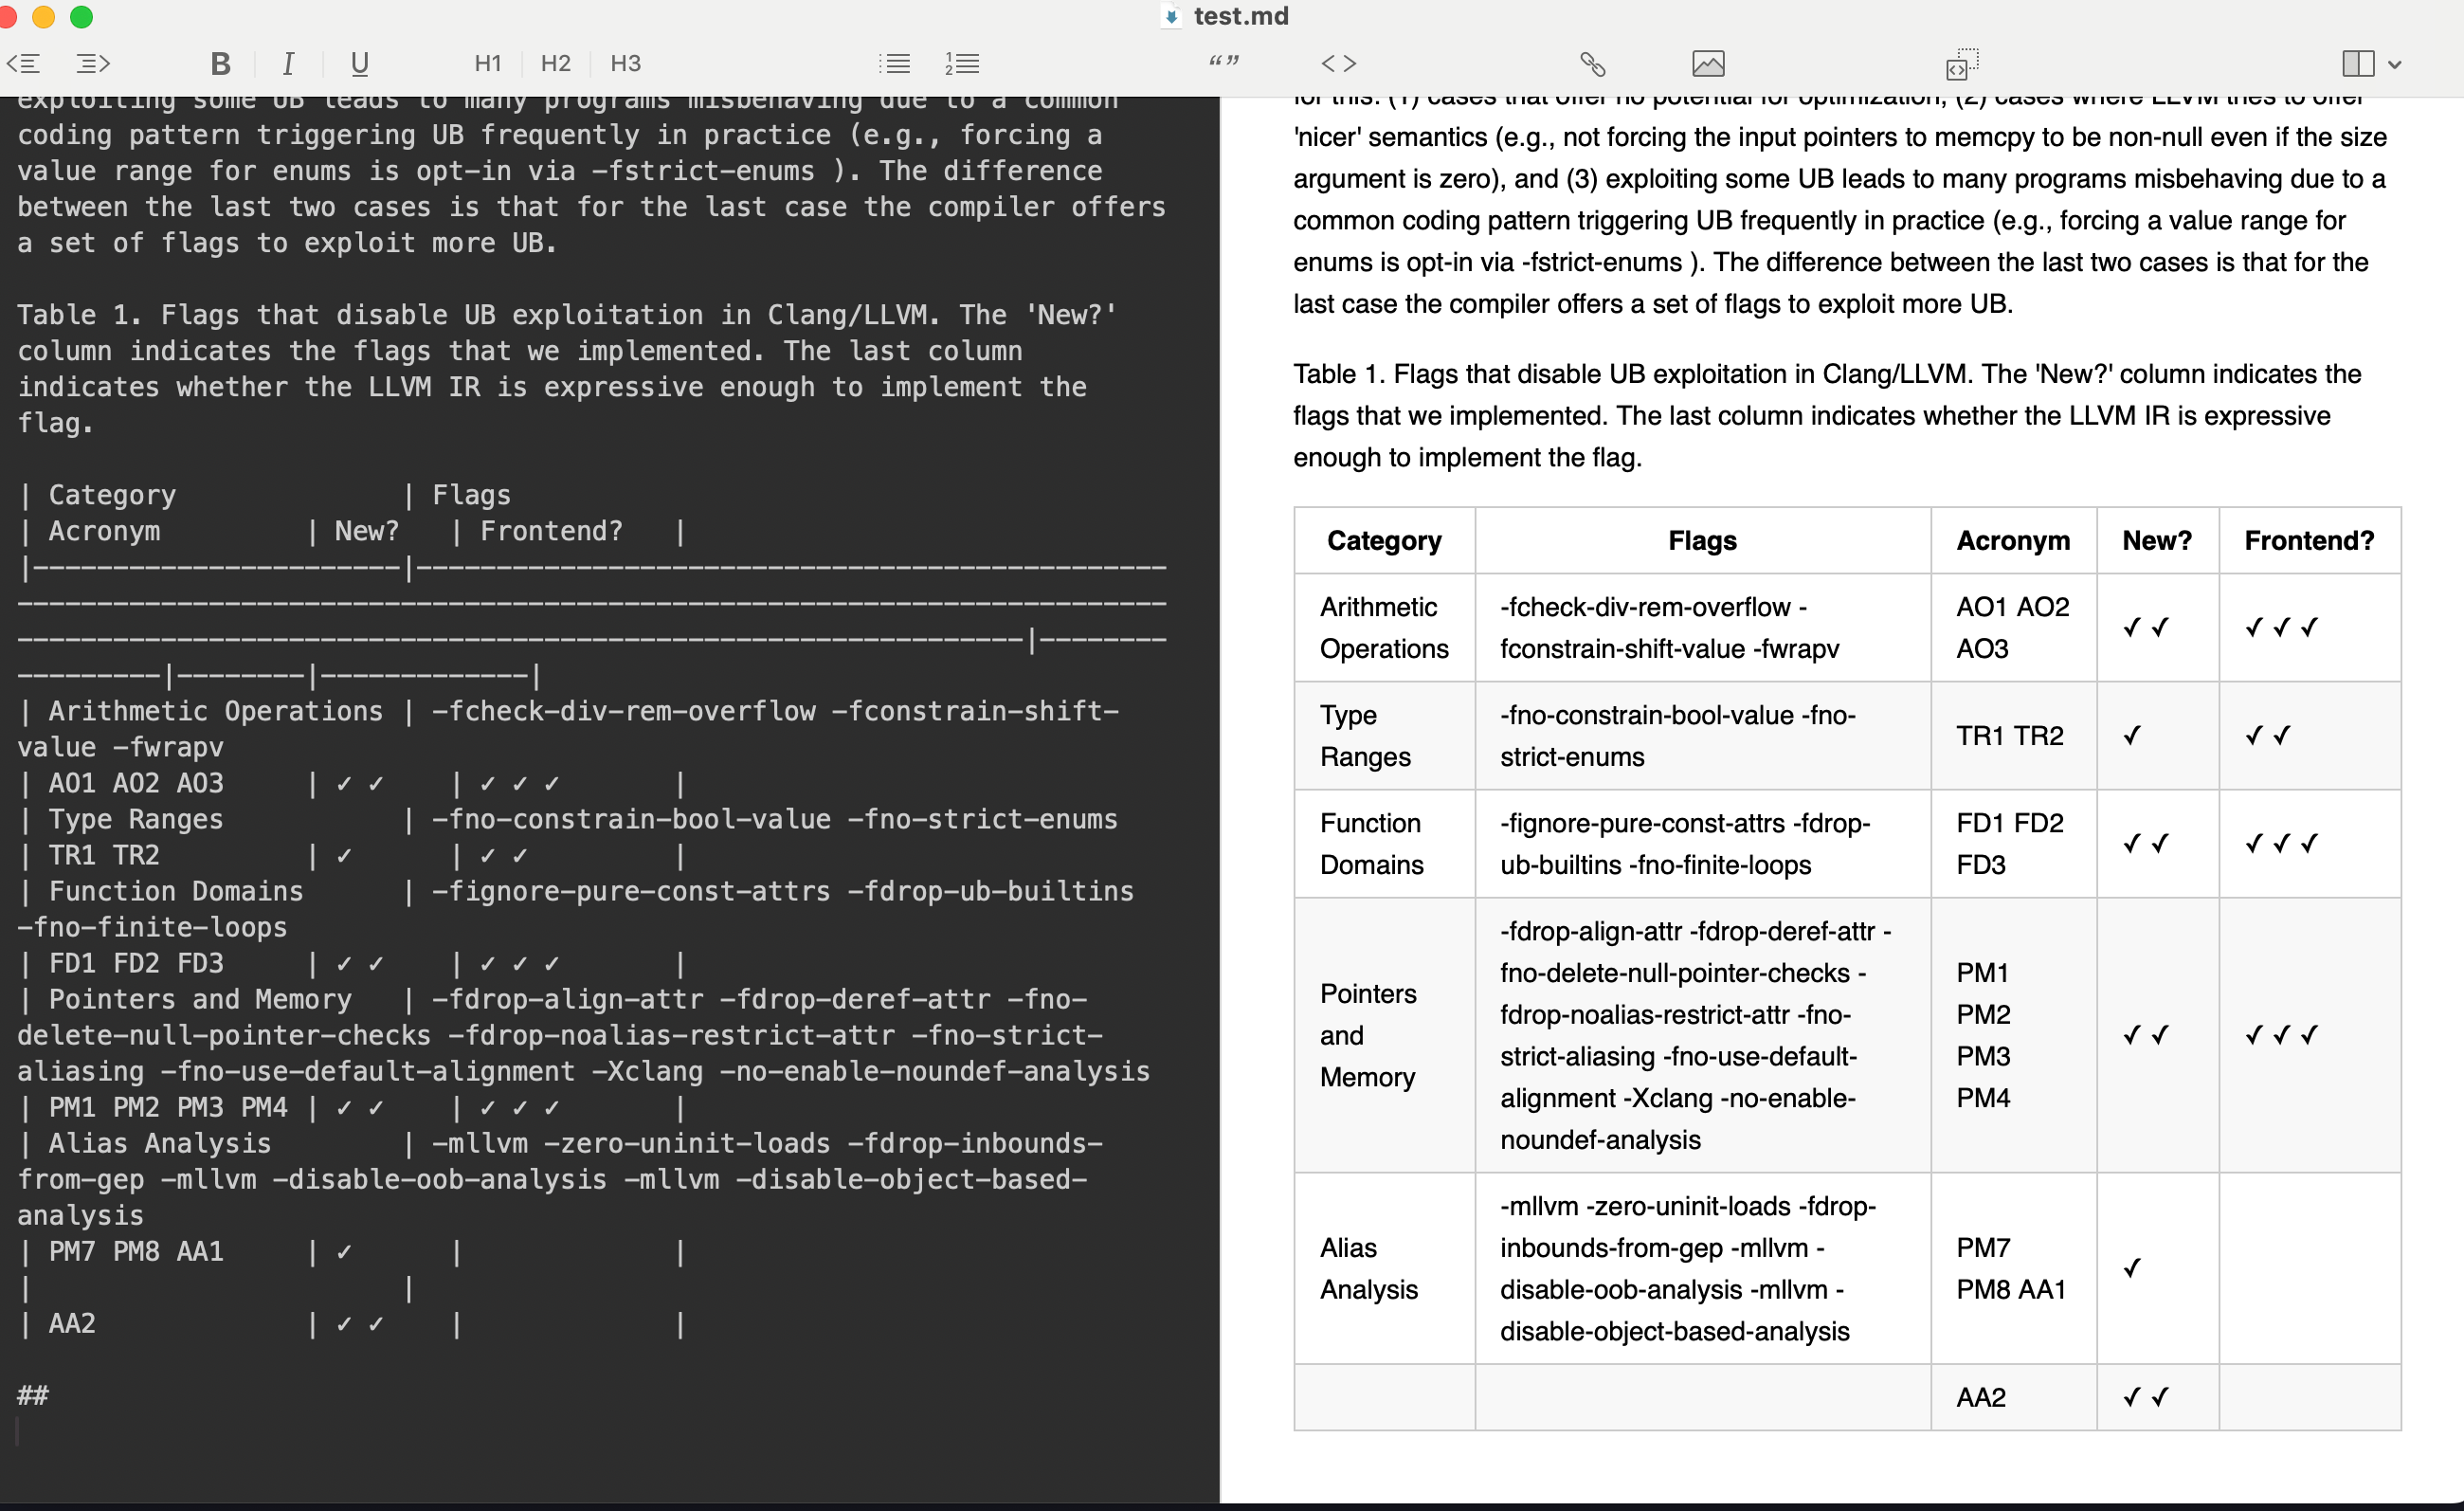 test.md
B I U H1 H2 H3 “ ” < >
exploiting some UB leads to many programs misbehaving due to a common
coding pattern triggering UB frequently in practice (e.g., forcing a
value range for enums is opt-in via -fstrict-enums ). The difference
between the last two cases is that for the last case the compiler offers
a set of flags to exploit more UB.
Table 1. Flags that disable UB exploitation in Clang/LLVM. The 'New?'
column indicates the flags that we implemented. The last column
indicates whether the LLVM IR is expressive enough to implement the
flag.
| Category | Flags
| Acronym | New? | Frontend? |
|-----------------------|-----------------------------------------------
------------------------------------------------------------------------
---------------------------------------------------------------|--------
---------|--------|-------------|
| Arithmetic Operations | -fcheck-div-rem-overflow -fconstrain-shift-
value -fwrapv
| AO1 AO2 AO3 | ✓ ✓ | ✓ ✓ ✓ |
| Type Ranges | -fno-constrain-bool-value -fno-strict-enums
| TR1 TR2 | ✓ | ✓ ✓ |
| Function Domains | -fignore-pure-const-attrs -fdrop-ub-builtins
-fno-finite-loops
| FD1 FD2 FD3 | ✓ ✓ | ✓ ✓ ✓ |
| Pointers and Memory | -fdrop-align-attr -fdrop-deref-attr -fno-
delete-null-pointer-checks -fdrop-noalias-restrict-attr -fno-strict-
aliasing -fno-use-default-alignment -Xclang -no-enable-noundef-analysis
| PM1 PM2 PM3 PM4 | ✓ ✓ | ✓ ✓ ✓ |
| Alias Analysis | -mllvm -zero-uninit-loads -fdrop-inbounds-
from-gep -mllvm -disable-oob-analysis -mllvm -disable-object-based-
analysis
| PM7 PM8 AA1 | ✓ | |
| |
| AA2 | ✓ ✓ | |
##
for this: (1) cases that offer no potential for optimization, (2) cases where LLVM tries to offer
'nicer' semantics (e.g., not forcing the input pointers to memcpy to be non-null even if the size
argument is zero), and (3) exploiting some UB leads to many programs misbehaving due to a
common coding pattern triggering UB frequently in practice (e.g., forcing a value range for
enums is opt-in via -fstrict-enums ). The difference between the last two cases is that for the
last case the compiler offers a set of flags to exploit more UB.
Table 1. Flags that disable UB exploitation in Clang/LLVM. The 'New?' column indicates the
flags that we implemented. The last column indicates whether the LLVM IR is expressive
enough to implement the flag.
Category Flags Acronym New? Frontend?
Arithmetic
Operations
-fcheck-div-rem-overflow -
fconstrain-shift-value -fwrapv
AO1 AO2
AO3
✓ ✓
✓ ✓ ✓
Type
Ranges
-fno-constrain-bool-value -fno-
strict-enums
TR1 TR2
✓
✓ ✓
Function
Domains
-fignore-pure-const-attrs -fdrop-
ub-builtins -fno-finite-loops
FD1 FD2
FD3
✓ ✓
✓ ✓ ✓
Pointers
and
Memory
-fdrop-align-attr -fdrop-deref-attr -
fno-delete-null-pointer-checks -
fdrop-noalias-restrict-attr -fno-
strict-aliasing -fno-use-default-
alignment -Xclang -no-enable-
noundef-analysis
PM1
PM2
PM3
PM4
✓ ✓
✓ ✓ ✓
Alias
Analysis
-mllvm -zero-uninit-loads -fdrop-
inbounds-from-gep -mllvm -
disable-oob-analysis -mllvm -
disable-object-based-analysis
PM7
PM8 AA1
✓
AA2
✓ ✓